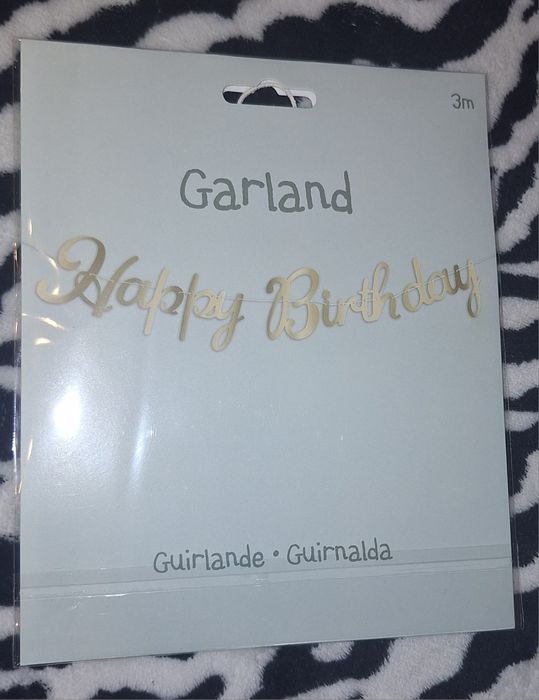 3m
Garland
Happy Birthday
Guirlande • Guirnalda